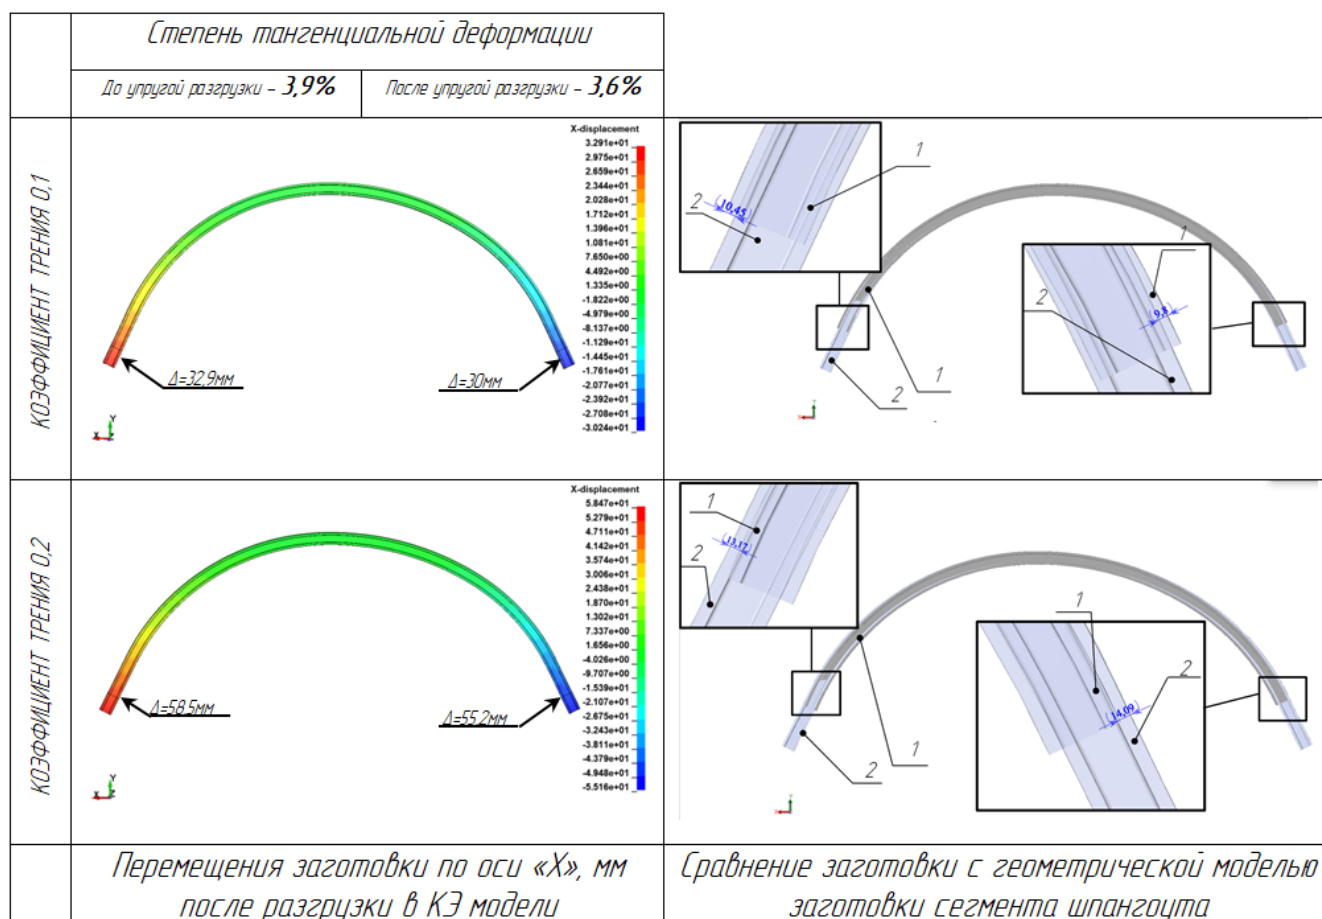 Степень тангенциальной деформации
До упругой разгрузки – 3,9%
После упругой разгрузки – 3,6%
КОЭФФИЦИЕНТ ТРЕНИЯ 0,1
X-displacement
3.291e+01
2.975e+01
2.659e+01
2.344e+01
2.028e+01
1.712e+01
1.396e+01
1.081e+01
7.650e+00
4.492e+00
1.335e+00
-1.822e+00
-4.979e+00
-8.137e+00
-1.129e+01
-1.445e+01
-1.761e+01
-2.077e+01
-2.392e+01
-2.708e+01
-3.024e+01
Δ=32,9мм
Δ=30мм
Y
X
Z
1
2
10,45
1
2
9,8
1
2
1
2
КОЭФФИЦИЕНТ ТРЕНИЯ 0,2
X-displacement
5.847e+01
5.279e+01
4.711e+01
4.142e+01
3.574e+01
3.006e+01
2.438e+01
1.870e+01
1.302e+01
7.337e+00
1.656e+00
-4.026e+00
-9.707e+00
-1.539e+01
-2.107e+01
-2.675e+01
-3.243e+01
-3.811e+01
-4.379e+01
-4.948e+01
-5.516e+01
Δ=58.5мм
Δ=55.2мм
Y
X
Z
1
13,17
2
1
2
14,09
1
2
Перемещения заготовки по оси «Х», мм
после разгрузки в КЭ модели
Сравнение заготовки с геометрической моделью
заготовки сегмента шпангоута